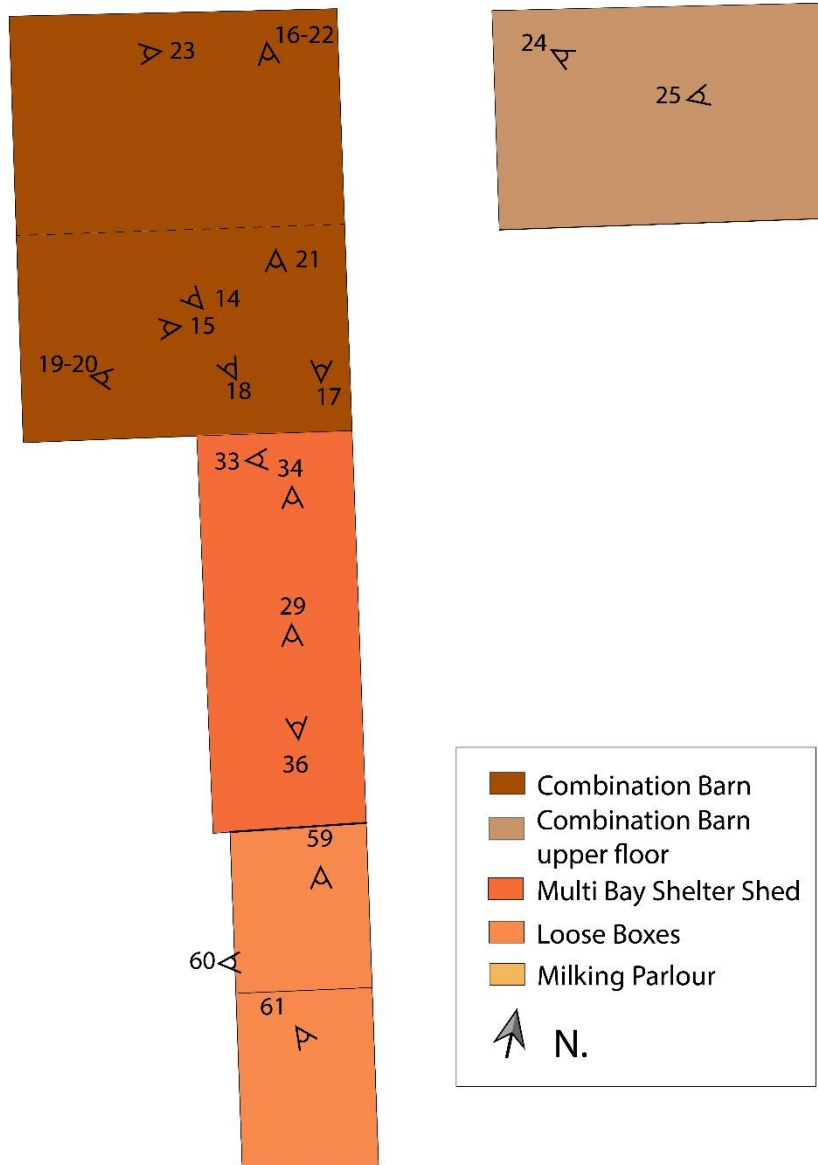 23
16-22
24
25
21
14
15
19-20
18
17
33
34
29
36
59
60
61
Combination Barn
Combination Barn
upper floor
Multi Bay Shelter Shed
Loose Boxes
Milking Parlour
N.